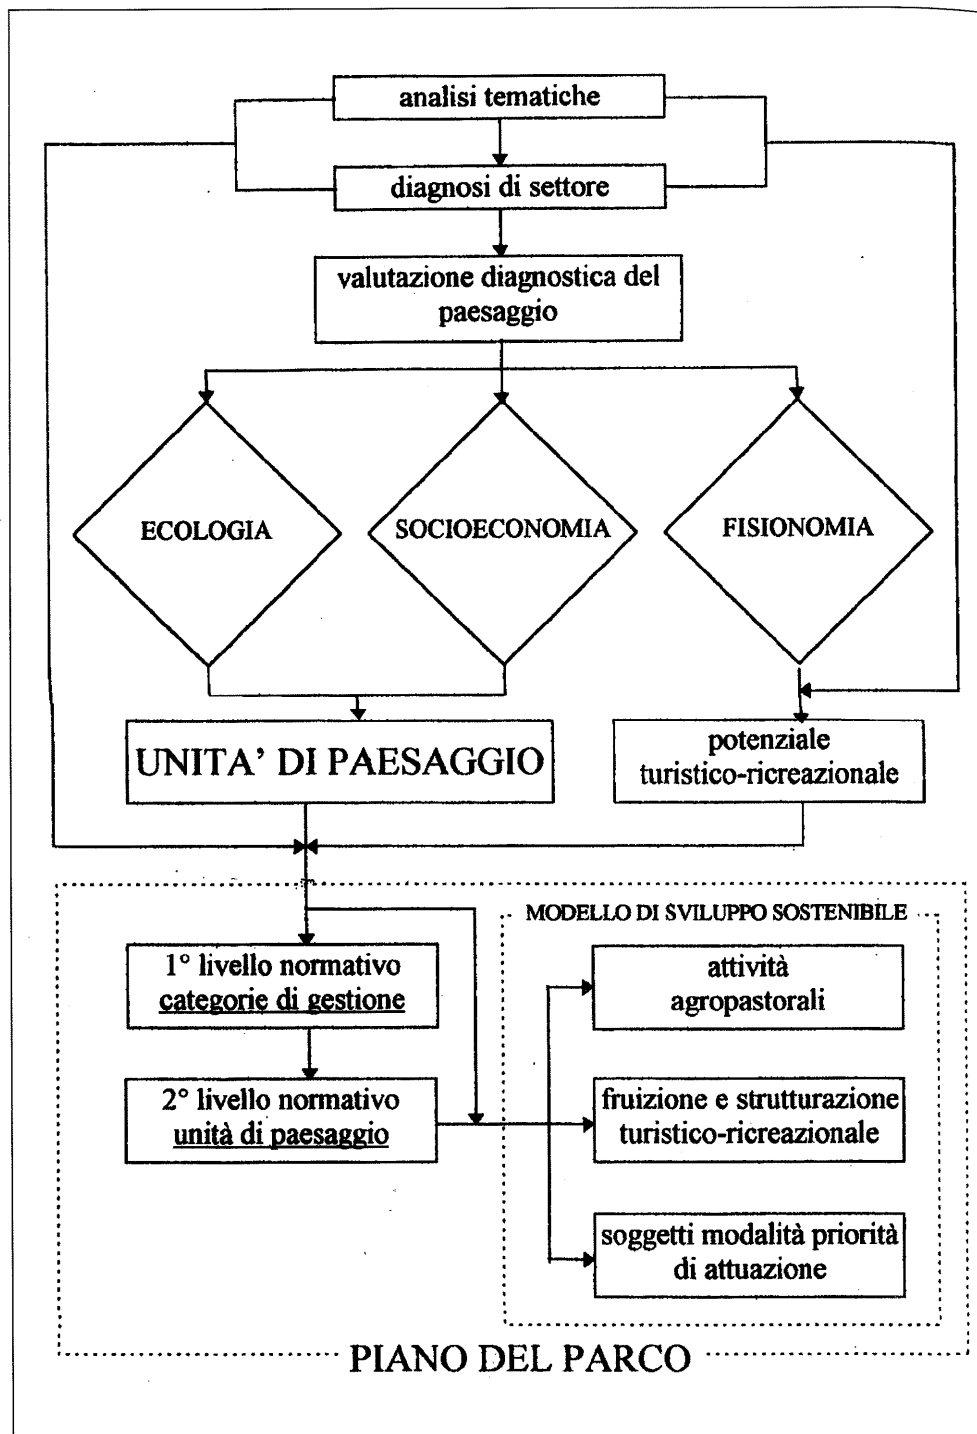 analisi tematiche
diagnosi di settore
valutazione diagnostica del
paesaggio
ECOLOGIA
SOCIOECONOMIA
FISIONOMIA
UNITA' DI PAESAGGIO
potenziale
turistico-ricreazionale
MODELLO DI SVILUPPO SOSTENIBILE
1° livello normativo
categorie di gestione
attività
agropastorali
2° livello normativo
unità di paesaggio
fruizione e strutturazione
turistico-ricreazionale
soggetti modalità priorità
di attuazione
PIANO DEL PARCO